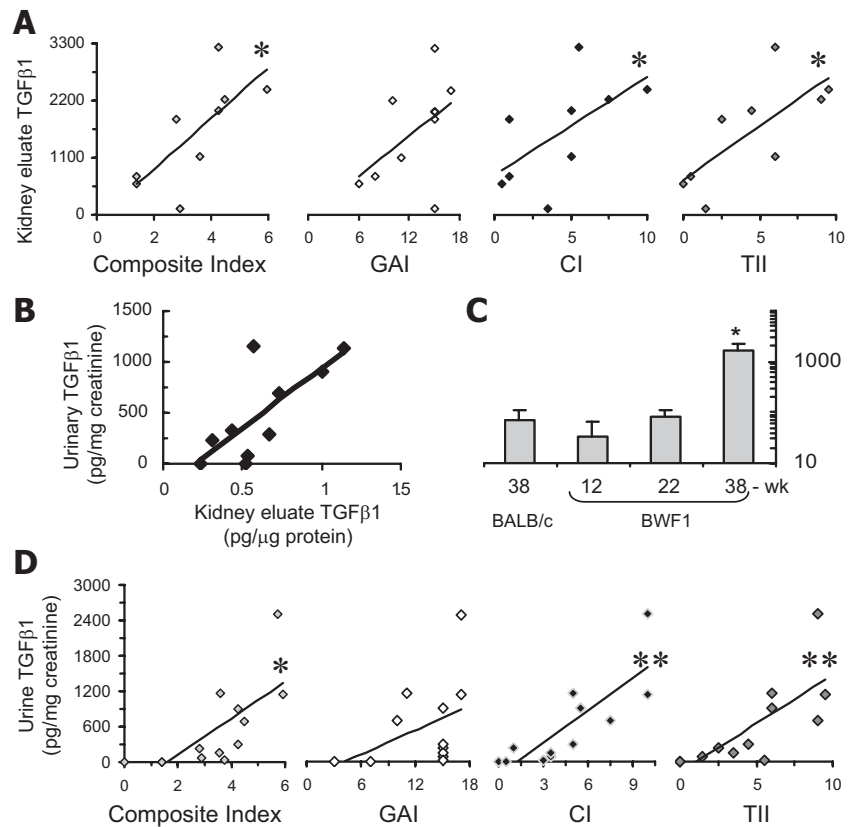 A
Kidney eluate TGFβ1
3300
2200
1100
0
*
*
*
0 2 4 6
0 6 12 18
0 5 10
0 5 10
Composite Index
GAI
CI
TII
B
Urinary TGFβ1
(pg/mg creatinine)
1500
1000
500
0
0 0.5 1 1.5
Kidney eluate TGFβ1
(pg/μg protein)
C
*
1000
10
38 12 22 38 - wk
BALB/c BWF1
D
Urine TGFβ1
(pg/mg creatinine)
3000
2400
1800
1200
600
0
*
**
**
0 2 4 6
0 6 12 18
0 3 6 9
0 5 10
Composite Index
GAI
CI
TII